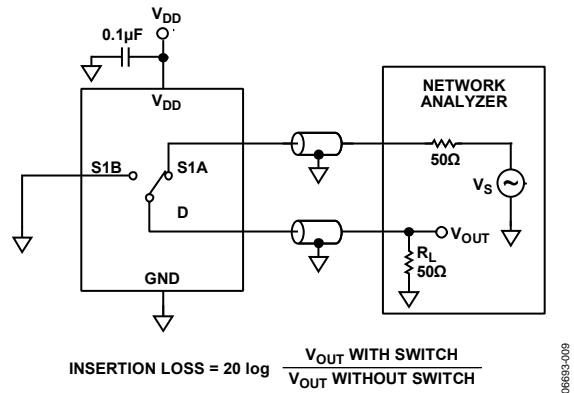 VDD
0.1µF
VDD
NETWORK
ANALYZER
S1B
S1A
50Ω
VS
D
VOUT
RL
50Ω
GND
INSERTION LOSS = 20 log
VOUT WITH SWITCH
VOUT WITHOUT SWITCH
06693-009